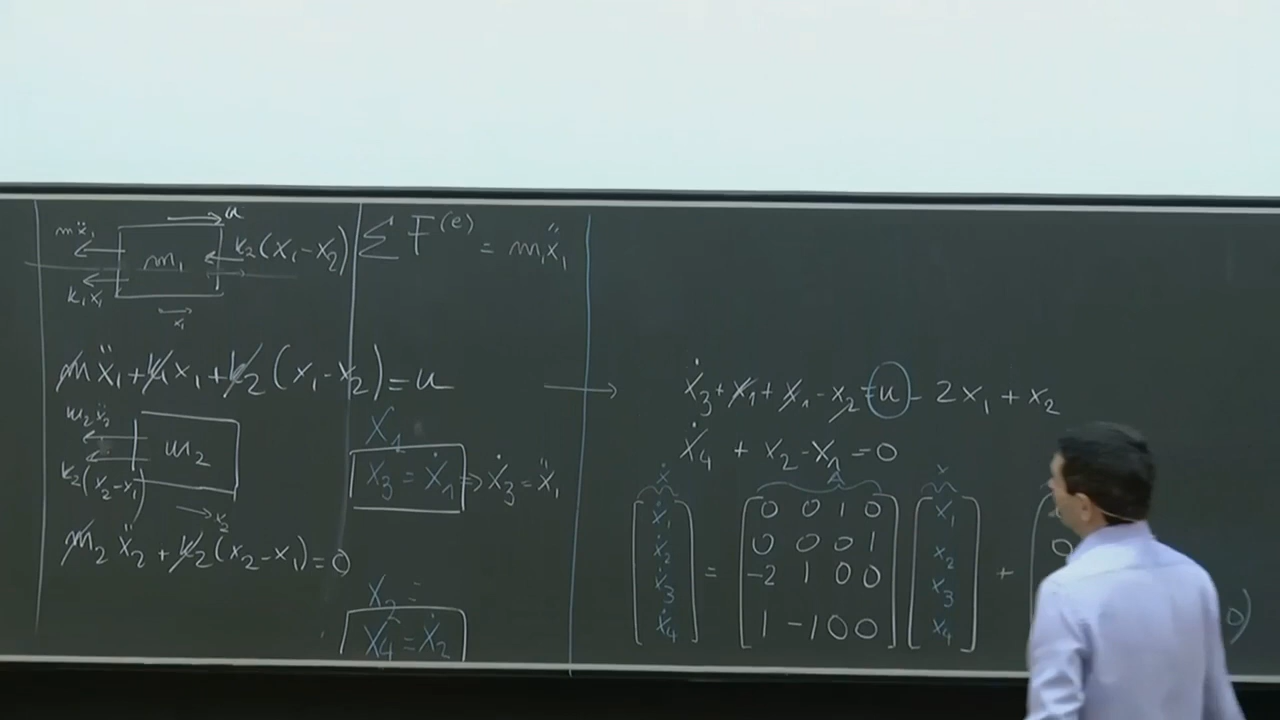 u
mẍ₁
m₁
k₂(x₁-x₂)
k₁x₁
x₁
ΣF⁽ᵉ⁾ = m₁ẍ₁
mẍ₁+k₁x₁+k₂(x₁-x₂)=u
m₂ẍ₂
m₂
k₂(x₂-x₁)
x₂
m₂ẍ₂+k₂(x₂-x₁)=0
x₁
x₃=ẋ₁ ⇒ ẋ₃=ẍ₁
x₂=
x₄=ẋ₂
→
ẋ₃+x₁+x₁-x₂=u-2x₁+x₂
ẋ₄+x₂-x₁=0
ẋ A x
ẋ₁ 0 0 1 0 x₁
ẋ₂ = 0 0 0 1 x₂ + 0
ẋ₃ -2 1 0 0 x₃
ẋ₄ 1 -1 0 0 x₄ 0)